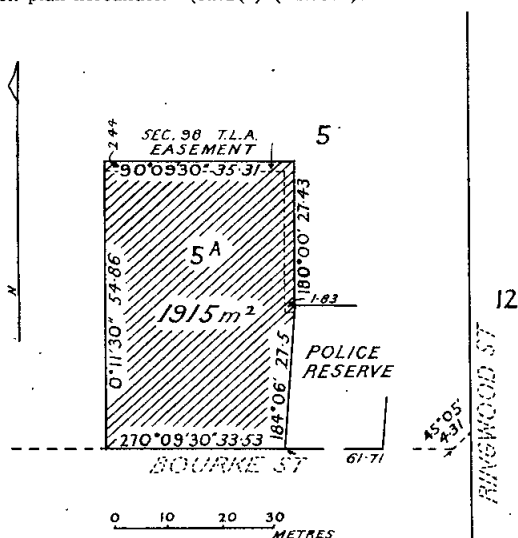 SEC. 98 T.L.A.
EASEMENT
5
2·44
90°09'30" 35·31
180°00' 27·43
5A
1915m²
0°11'30" 54·86
1·83
12
N
184°06' 27·5
POLICE
RESERVE
270°09'30" 33·53
BOURKE ST
61·71
45°05'
4·31
RINGWOOD ST
0 10 20 30
METRES